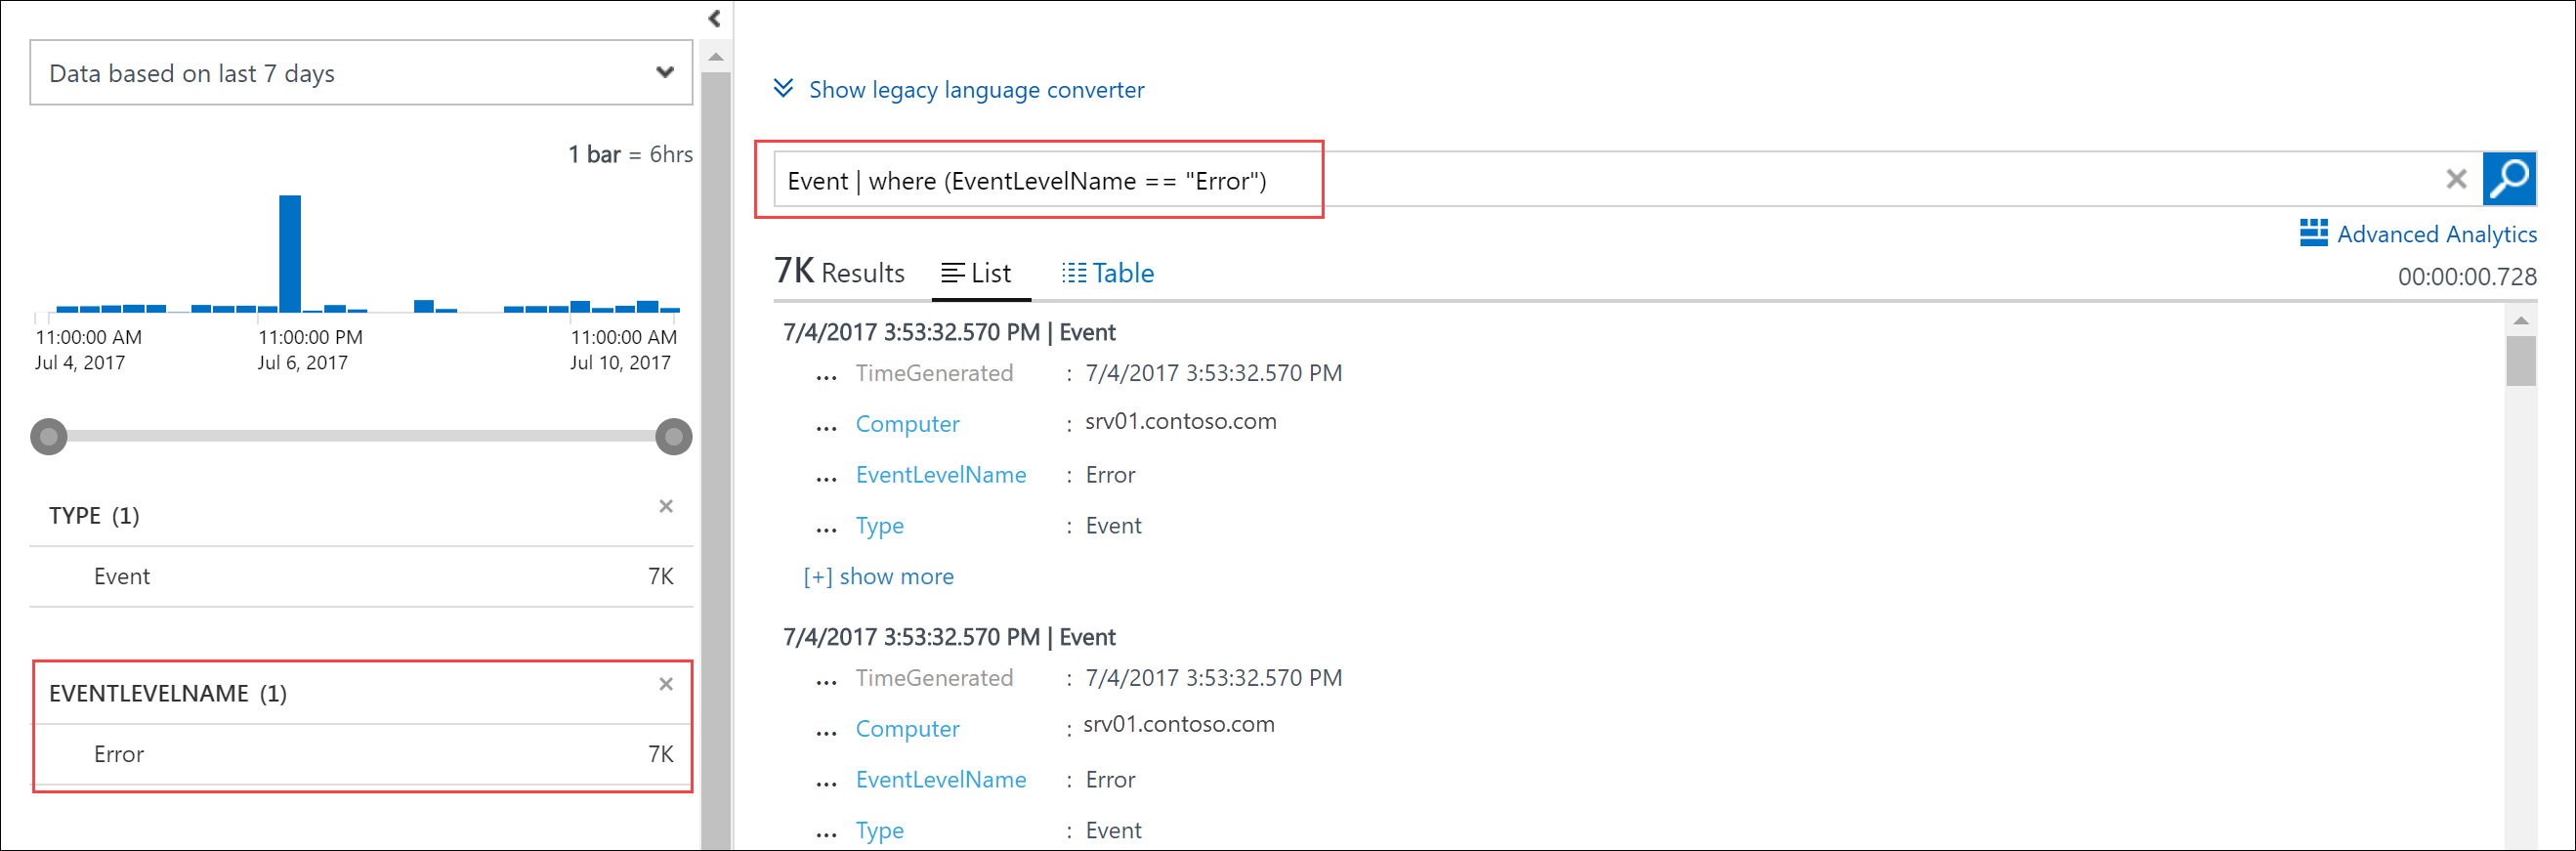 Data based on last 7 days
1 bar = 6hrs
11:00:00 AM
Jul 4, 2017
11:00:00 PM
Jul 6, 2017
11:00:00 AM
Jul 10, 2017
TYPE (1)
Event 7K
EVENTLEVELNAME (1)
Error 7K
Show legacy language converter
Event | where (EventLevelName == "Error")
Advanced Analytics
7K Results List Table
00:00:00.728
7/4/2017 3:53:32.570 PM | Event
... TimeGenerated : 7/4/2017 3:53:32.570 PM
... Computer : srv01.contoso.com
... EventLevelName : Error
... Type : Event
[+] show more
7/4/2017 3:53:32.570 PM | Event
... TimeGenerated : 7/4/2017 3:53:32.570 PM
... Computer : srv01.contoso.com
... EventLevelName : Error
... Type : Event